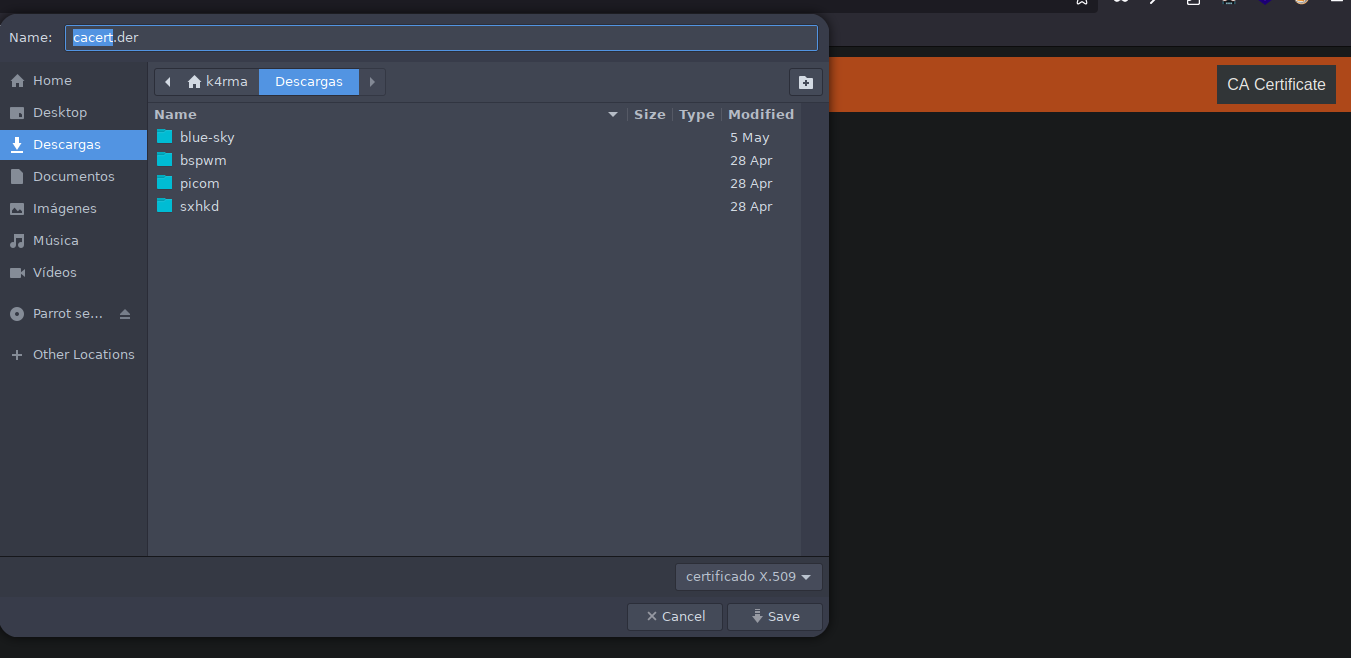 Name: cacert.der
CA Certificate
Home
Desktop
Descargas
Documentos
Imágenes
Música
Vídeos
Parrot se...
Other Locations
k4rma Descargas
Name Size Type Modified
blue-sky 5 May
bspwm 28 Apr
picom 28 Apr
sxhkd 28 Apr
certificado X.509
Cancel Save